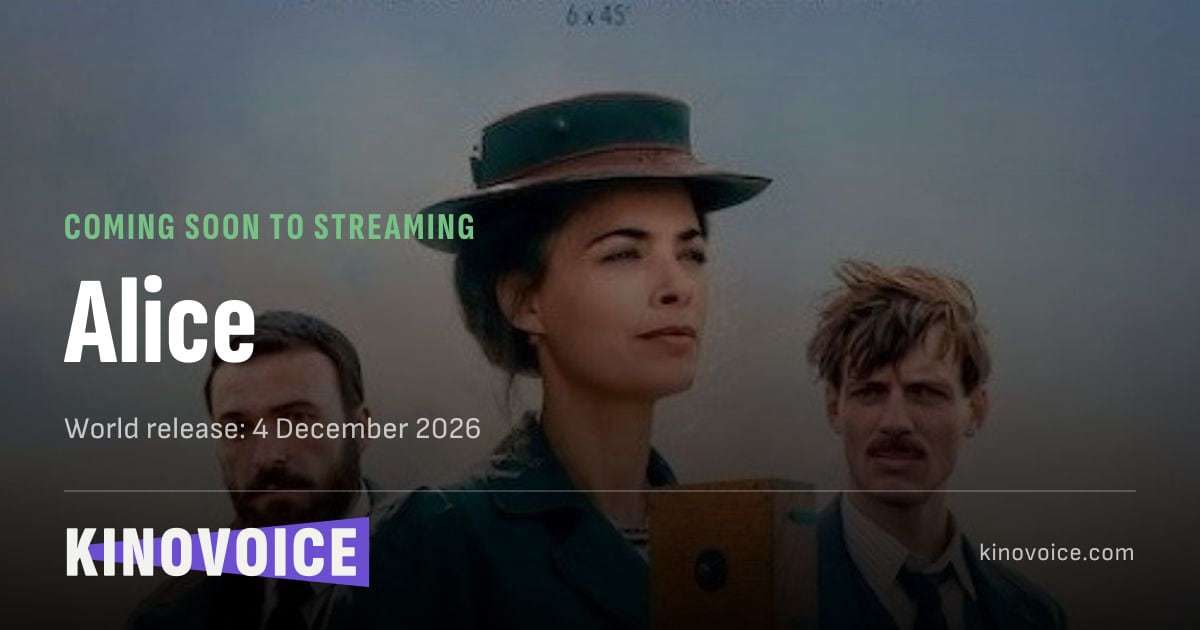 6 x 45'
COMING SOON TO STREAMING
Alice
World release: 4 December 2026
KINOVOICE
kinovoice.com